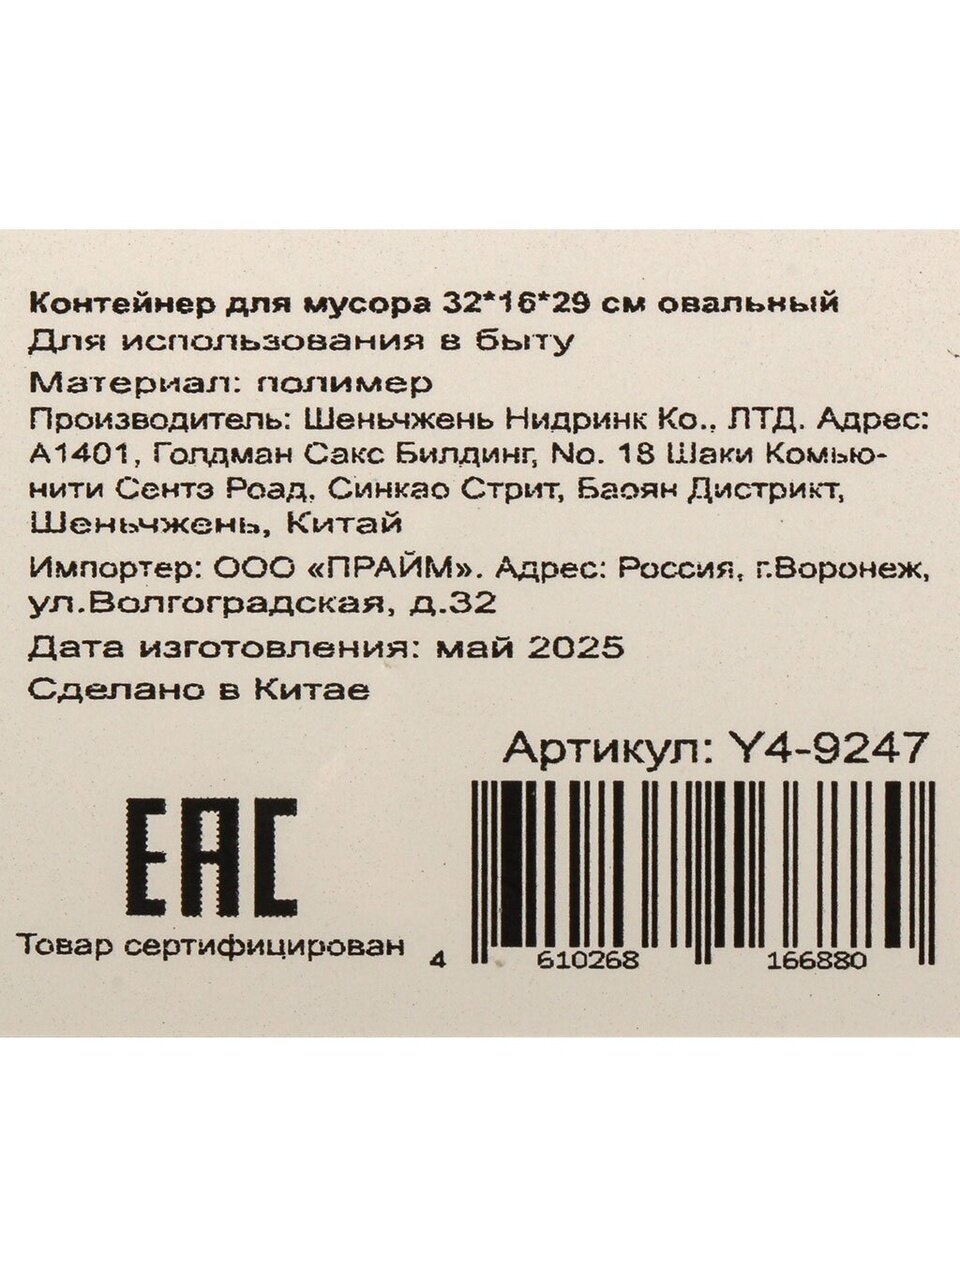 Контейнер для мусора 32*16*29 см овальный
Для использования в быту
Материал: полимер
Производитель: Шеньчжень Нидринк Ко., ЛТД. Адрес:
А1401, Голдман Сакс Билдинг, No. 18 Шаки Комью-
нити Сентэ Роад, Синкао Стрит, Баоян Дистрикт,
Шеньчжень, Китай
Импортер: ООО «ПРАЙМ». Адрес: Россия, г.Воронеж,
ул.Волгоградская, д.32
Дата изготовления: май 2025
Сделано в Китае
Артикул: Y4-9247
ЕАС
Товар сертифицирован
4 610268 166880